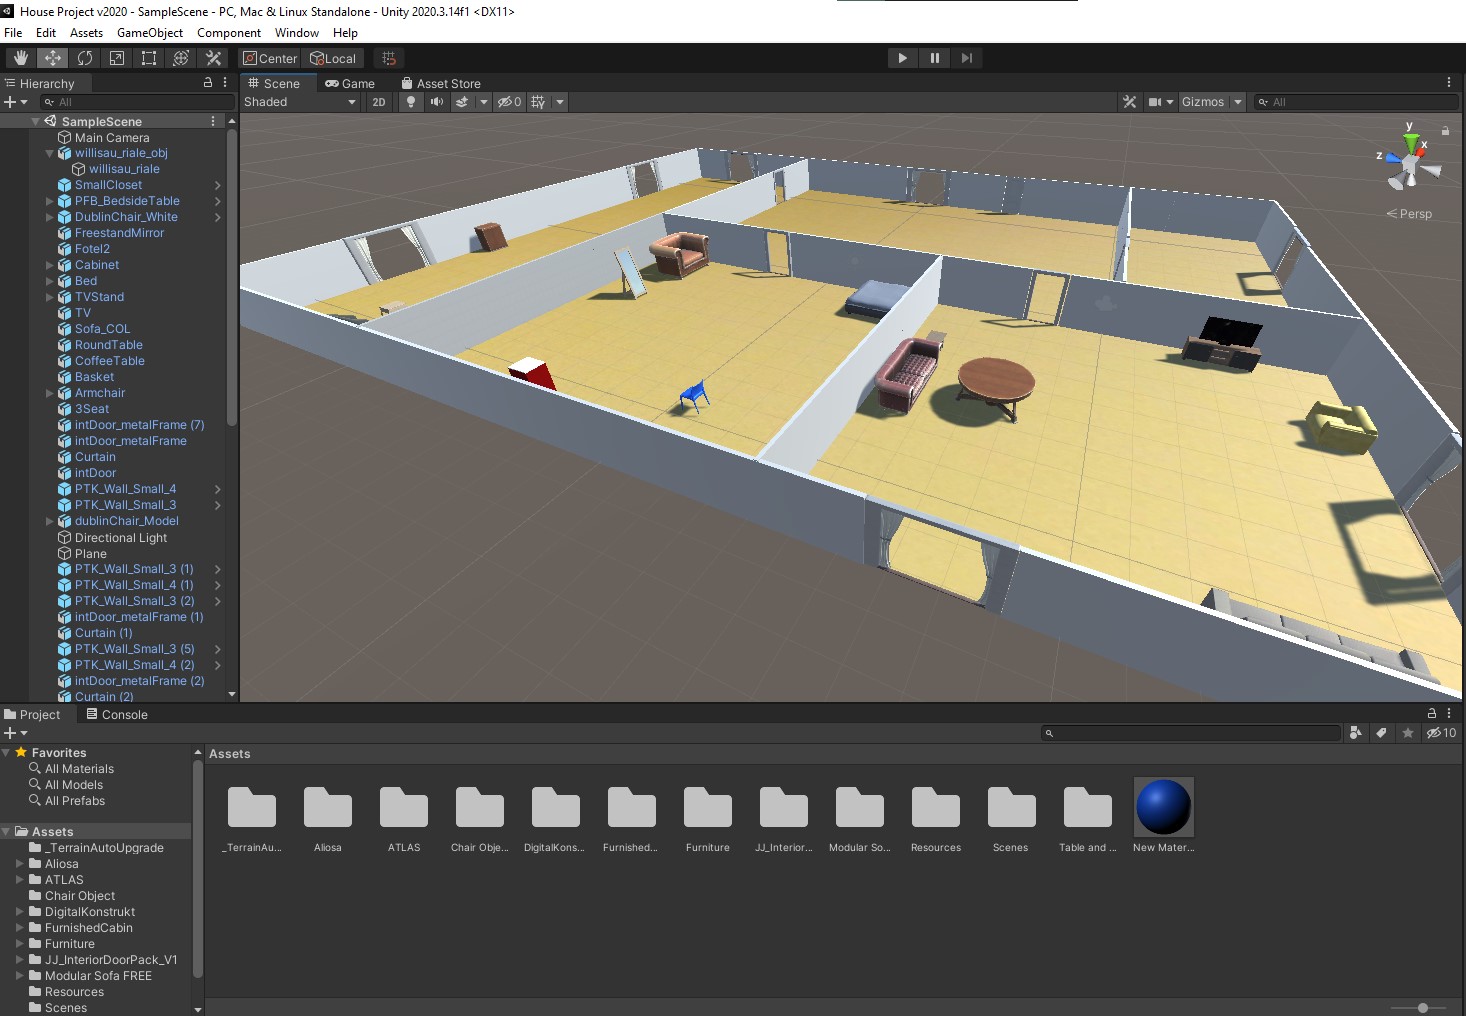 House Project v2020 - SampleScene - PC, Mac & Linux Standalone - Unity 2020.3.14f1 <DX11>
File Edit Assets GameObject Component Window Help
Center Local
Hierarchy
All
Scene Game Asset Store
Shaded 2D 0 Gizmos All
SampleScene
Main Camera
willisau_riale_obj
willisau_riale
SmallCloset
PFB_BedsideTable
DublinChair_White
FreestandMirror
Fotel2
Cabinet
Bed
TVStand
TV
Sofa_COL
RoundTable
CoffeeTable
Basket
Armchair
3Seat
intDoor_metalFrame (7)
intDoor_metalFrame
Curtain
intDoor
PTK_Wall_Small_4
PTK_Wall_Small_3
dublinChair_Model
Directional Light
Plane
PTK_Wall_Small_3 (1)
PTK_Wall_Small_4 (1)
PTK_Wall_Small_3 (2)
intDoor_metalFrame (1)
Curtain (1)
PTK_Wall_Small_3 (5)
PTK_Wall_Small_4 (2)
intDoor_metalFrame (2)
Curtain (2)
y
x
z
Persp
Project Console
10
Favorites
All Materials
All Models
All Prefabs
Assets
_TerrainAutoUpgrade
Aliosa
ATLAS
Chair Object
DigitalKonstrukt
FurnishedCabin
Furniture
JJ_InteriorDoorPack_V1
Modular Sofa FREE
Resources
Scenes
Assets
_TerrainAu... Aliosa ATLAS Chair Obje... DigitalKons... Furnished... Furniture JJ_Interior... Modular So... Resources Scenes Table and ... New Mater...